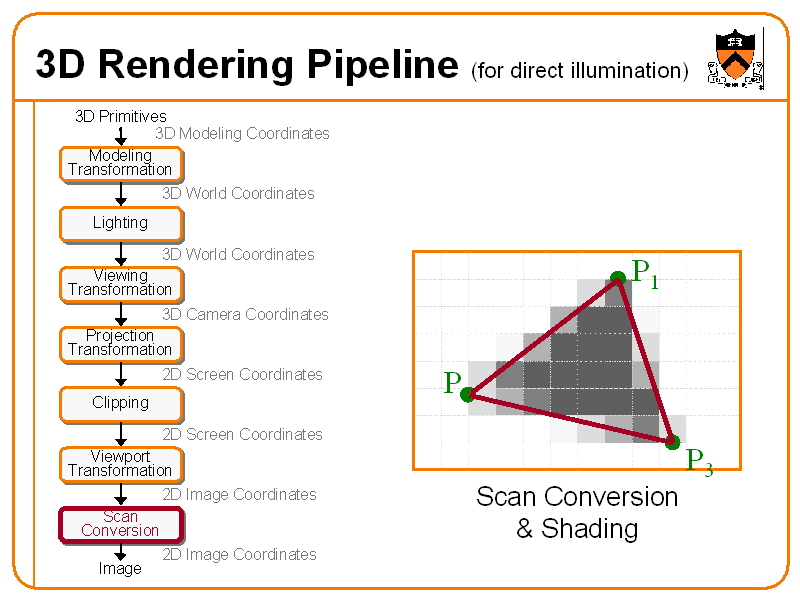 3D Rendering Pipeline (for direct illumination)
3D Primitives
3D Modeling Coordinates
Modeling
Transformation
3D World Coordinates
Lighting
3D World Coordinates
Viewing
Transformation
3D Camera Coordinates
Projection
Transformation
2D Screen Coordinates
Clipping
2D Screen Coordinates
Viewport
Transformation
2D Image Coordinates
Scan
Conversion
2D Image Coordinates
Image
P1
P
P3
Scan Conversion
& Shading